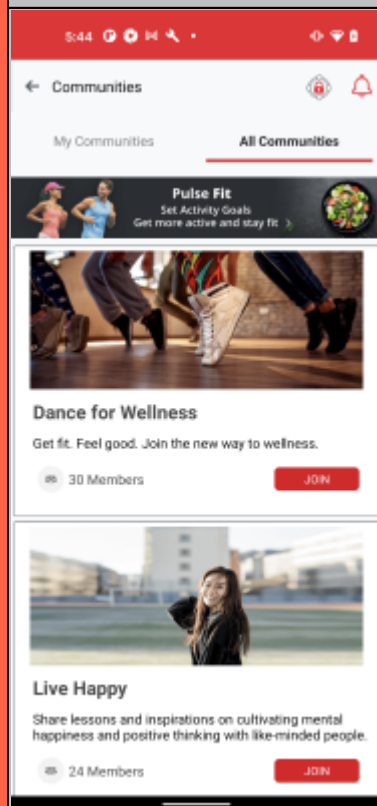 5:44
Communities
My Communities
All Communities
Pulse Fit
Set Activity Goals
Get more active and stay fit >
Dance for Wellness
Get fit. Feel good. Join the new way to wellness.
30 Members
JOIN
Live Happy
Share lessons and inspirations on cultivating mental
happiness and positive thinking with like-minded people.
24 Members
JOIN